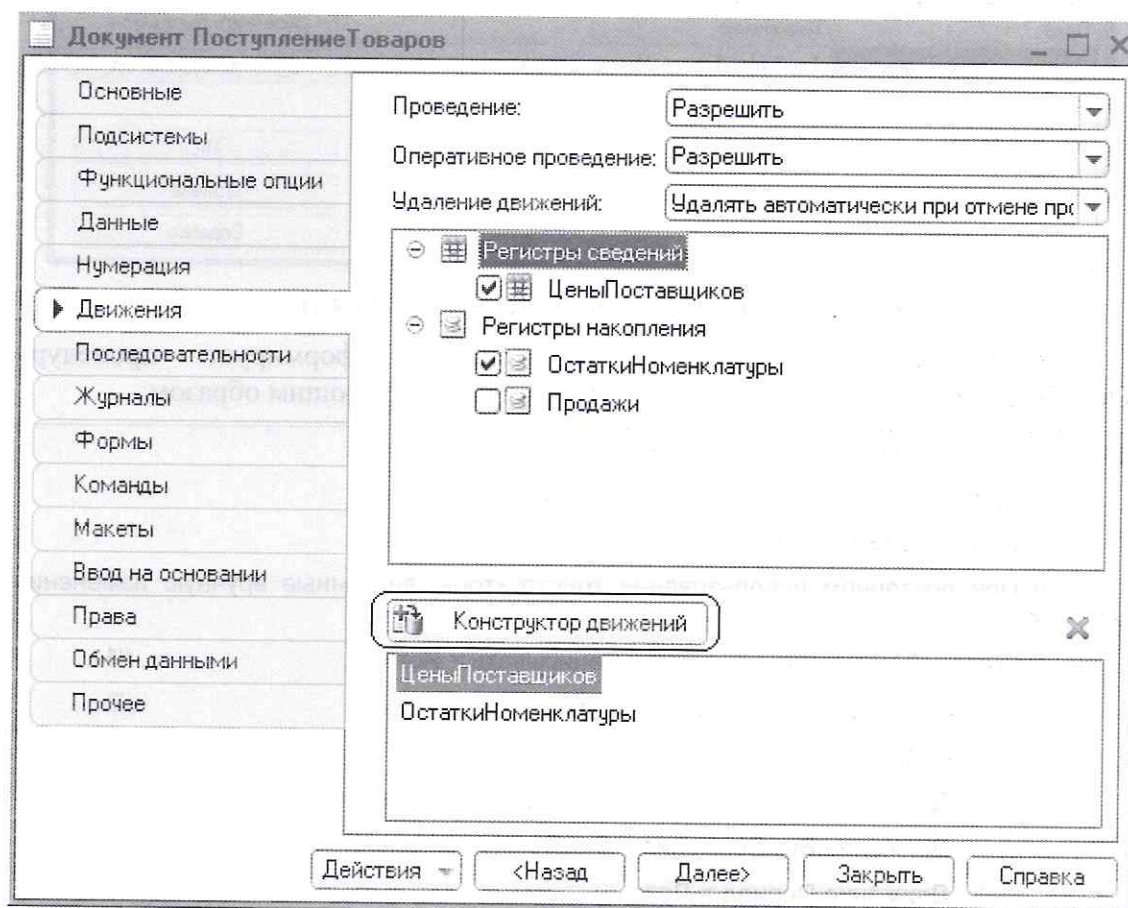 Документ ПоступлениеТоваров
Основные
Подсистемы
Функциональные опции
Данные
Нумерация
Движения
Последовательности
Журналы
Формы
Команды
Макеты
Ввод на основании
Права
Обмен данными
Прочее
Проведение: Разрешить
Оперативное проведение: Разрешить
Удаление движений: Удалять автоматически при отмене прс
Регистры сведений
ЦеныПоставщиков
Регистры накопления
ОстаткиНоменклатуры
Продажи
Конструктор движений
ЦеныПоставщиков
ОстаткиНоменклатуры
Действия <Назад Далее> Закрыть Справка